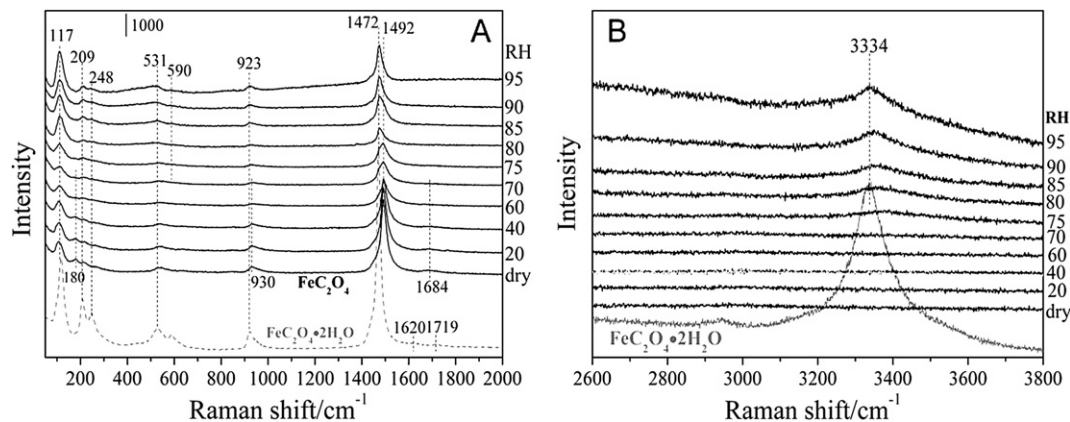 A
1000
117
209
248
531
590
923
1472
1492
RH
95
90
85
80
75
70
60
40
20
dry
180
930
FeC₂O₄
1684
FeC₂O₄•2H₂O
1620
1719
Intensity
200 400 600 800 1000 1200 1400 1600 1800 2000
Raman shift/cm⁻¹
B
3334
RH
95
90
85
80
75
70
60
40
20
dry
FeC₂O₄•2H₂O
Intensity
2600 2800 3000 3200 3400 3600 3800
Raman shift/cm⁻¹